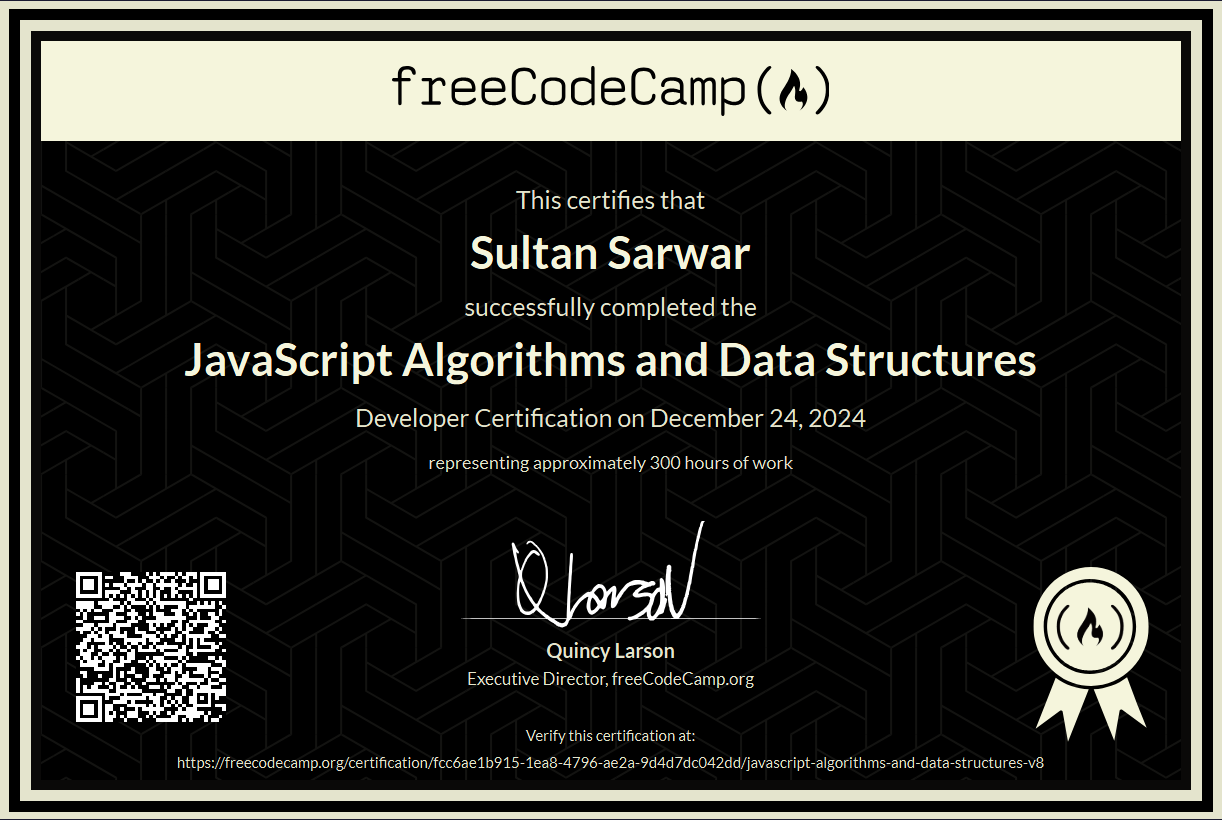 freeCodeCamp
This certifies that
Sultan Sarwar
successfully completed the
JavaScript Algorithms and Data Structures
Developer Certification on December 24, 2024
representing approximately 300 hours of work
Quincy Larson
Executive Director, freeCodeCamp.org
Verify this certification at:
https://freecodecamp.org/certification/fcc6ae1b915-1ea8-4796-ae2a-9d4d7dc042dd/javascript-algorithms-and-data-structures-v8